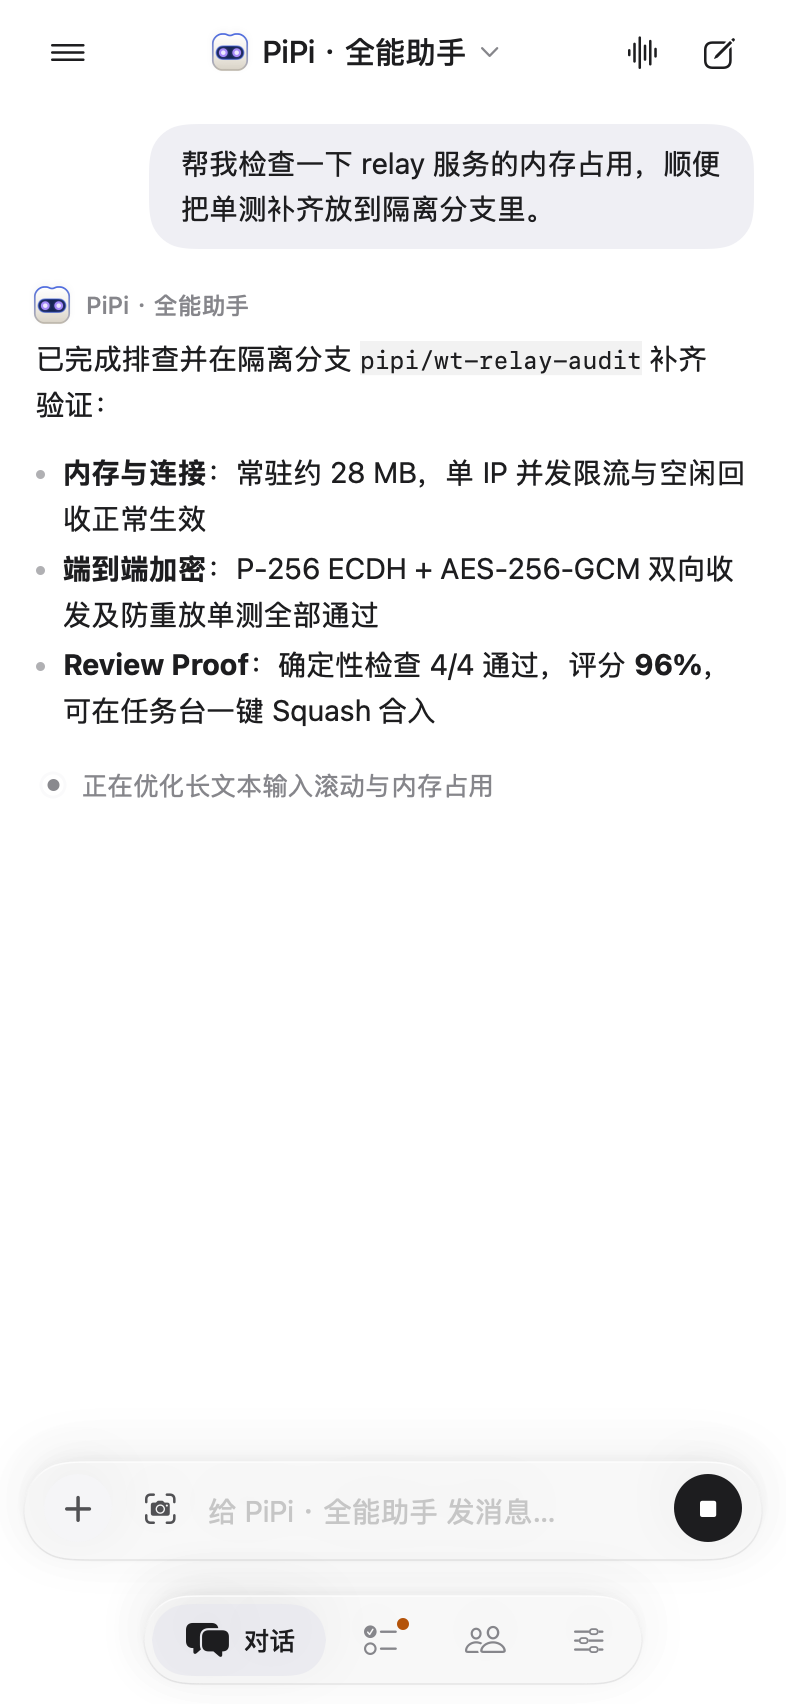 PiPi · 全能助手
帮我检查一下 relay 服务的内存占用，顺便
把单测补齐放到隔离分支里。
PiPi · 全能助手
已完成排查并在隔离分支 pipi/wt-relay-audit 补齐
验证：
内存与连接：常驻约 28 MB，单 IP 并发限流与空闲回
收正常生效
端到端加密：P-256 ECDH + AES-256-GCM 双向收
发及防重放单测全部通过
Review Proof：确定性检查 4/4 通过，评分 96%，
可在任务台一键 Squash 合入
正在优化长文本输入滚动与内存占用
给 PiPi · 全能助手 发消息...
对话